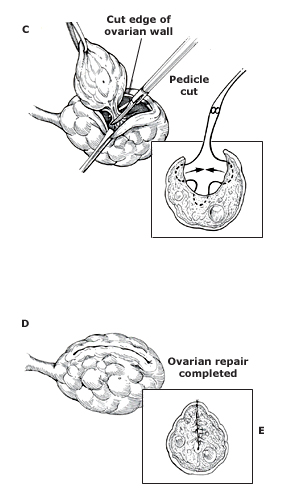 C
Cut edge of
ovarian wall
Pedicle
cut
D
Ovarian repair
completed
E